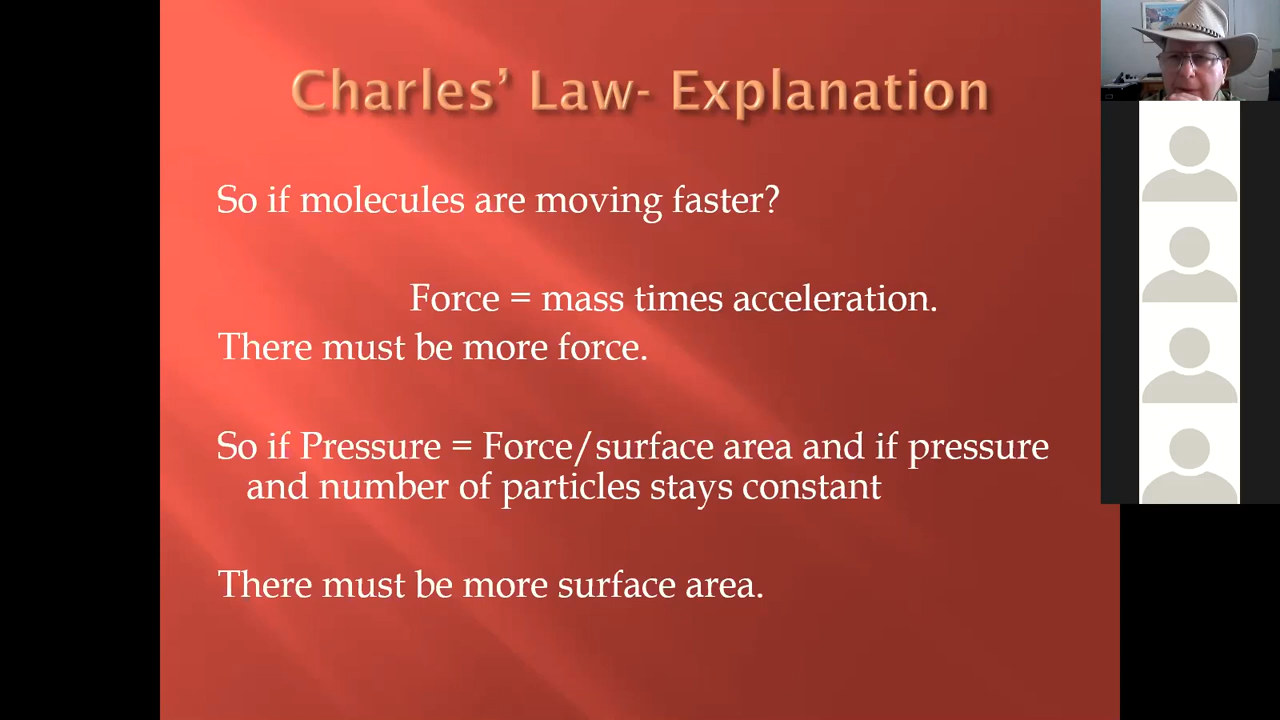 Charles’ Law- Explanation
So if molecules are moving faster?
Force = mass times acceleration.
There must be more force.
So if Pressure = Force/surface area and if pressure
and number of particles stays constant
There must be more surface area.